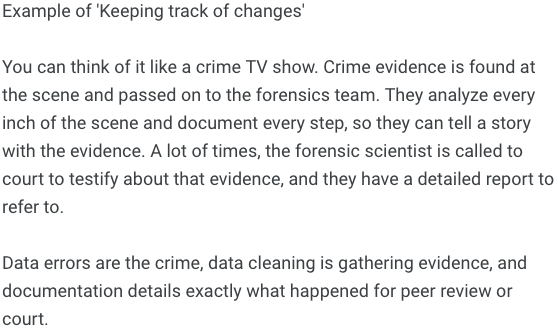 Example of 'Keeping track of changes'
You can think of it like a crime TV show. Crime evidence is found at
the scene and passed on to the forensics team. They analyze every
inch of the scene and document every step, so they can tell a story
with the evidence. A lot of times, the forensic scientist is called to
court to testify about that evidence, and they have a detailed report to
refer to.
Data errors are the crime, data cleaning is gathering evidence, and
documentation details exactly what happened for peer review or
court.